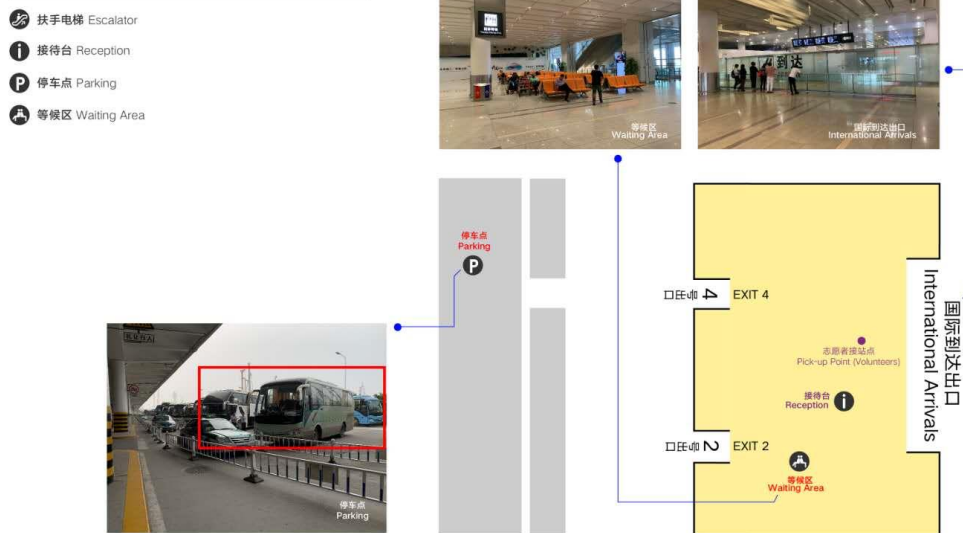 扶手电梯 Escalator
接待台 Reception
P 停车点 Parking
等候区 Waiting Area
等候区
Waiting Area
到达
国际到达出口
International Arrivals
停车点
Parking
P
4 号出口 EXIT 4
志愿者接站点
Pick-up Point (Volunteers)
接待台
Reception
2 号出口 EXIT 2
等候区
Waiting Area
国际到达出口
International Arrivals
停车点
Parking